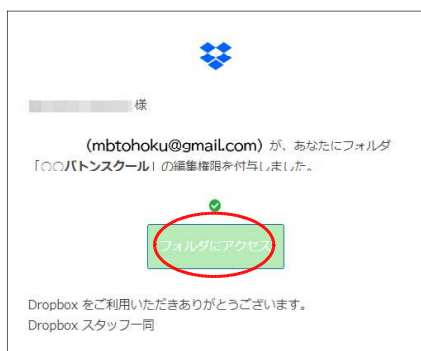 様
(mbtohoku@gmail.com) が、あなたにフォルダ
「○○バトンスクール」の編集権限を付与しました。
フォルダにアクセス
Dropbox をご利用いただきありがとうございます。
Dropbox スタッフ一同